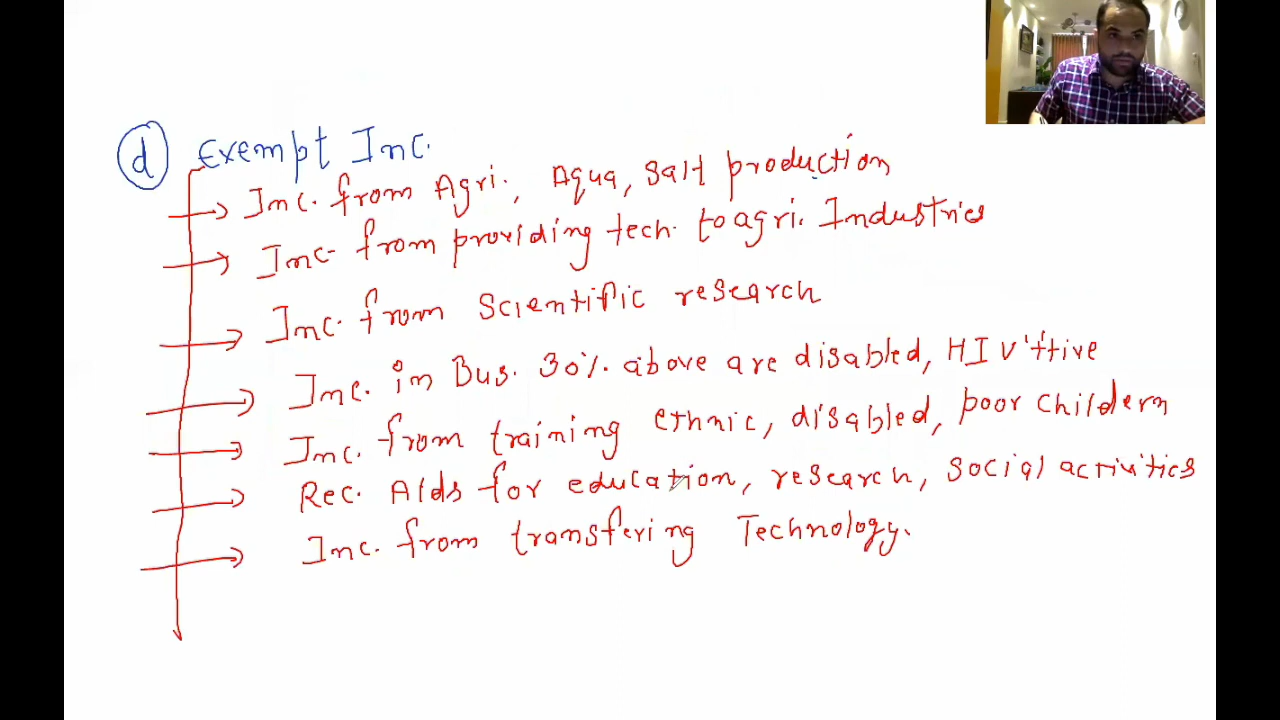 d Exempt Inc.
Inc. from Agri., Aqua, Salt production
Inc. from providing tech. to agri. Industries
Inc. from Scientific research
Inc. in Bus. 30% above are disabled, HIV +tive
Inc. from training ethnic, disabled, poor childern
Rec. Aids for education, research, social activities
Inc. from transfering Technology.